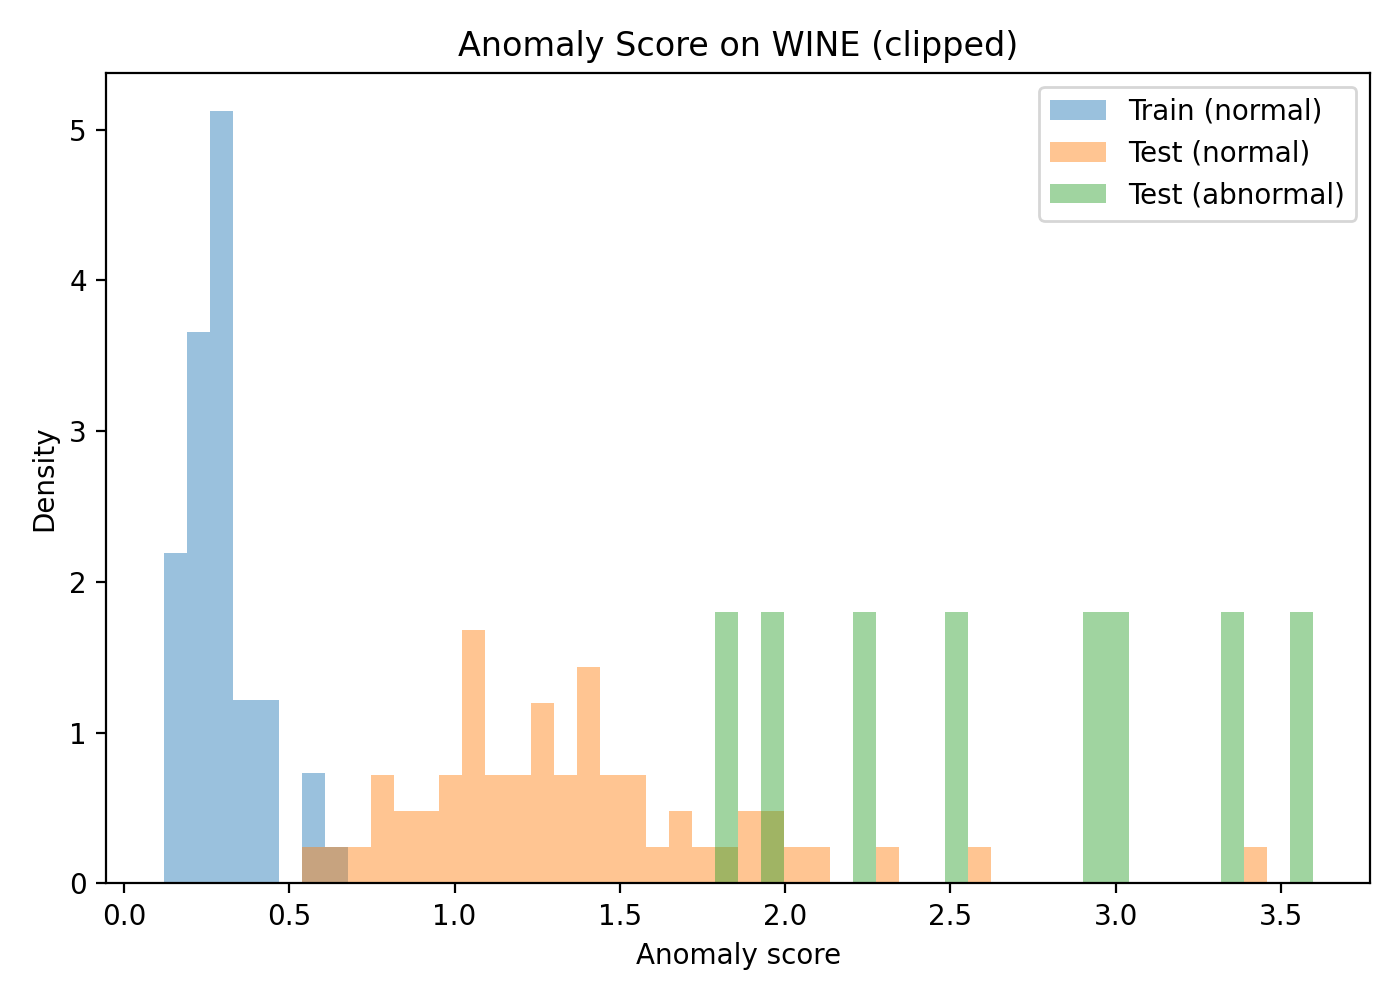 Anomaly Score on WINE (clipped)
Train (normal)
Test (normal)
Test (abnormal)
Density
5
4
3
2
1
0
0.0 0.5 1.0 1.5 2.0 2.5 3.0 3.5
Anomaly score